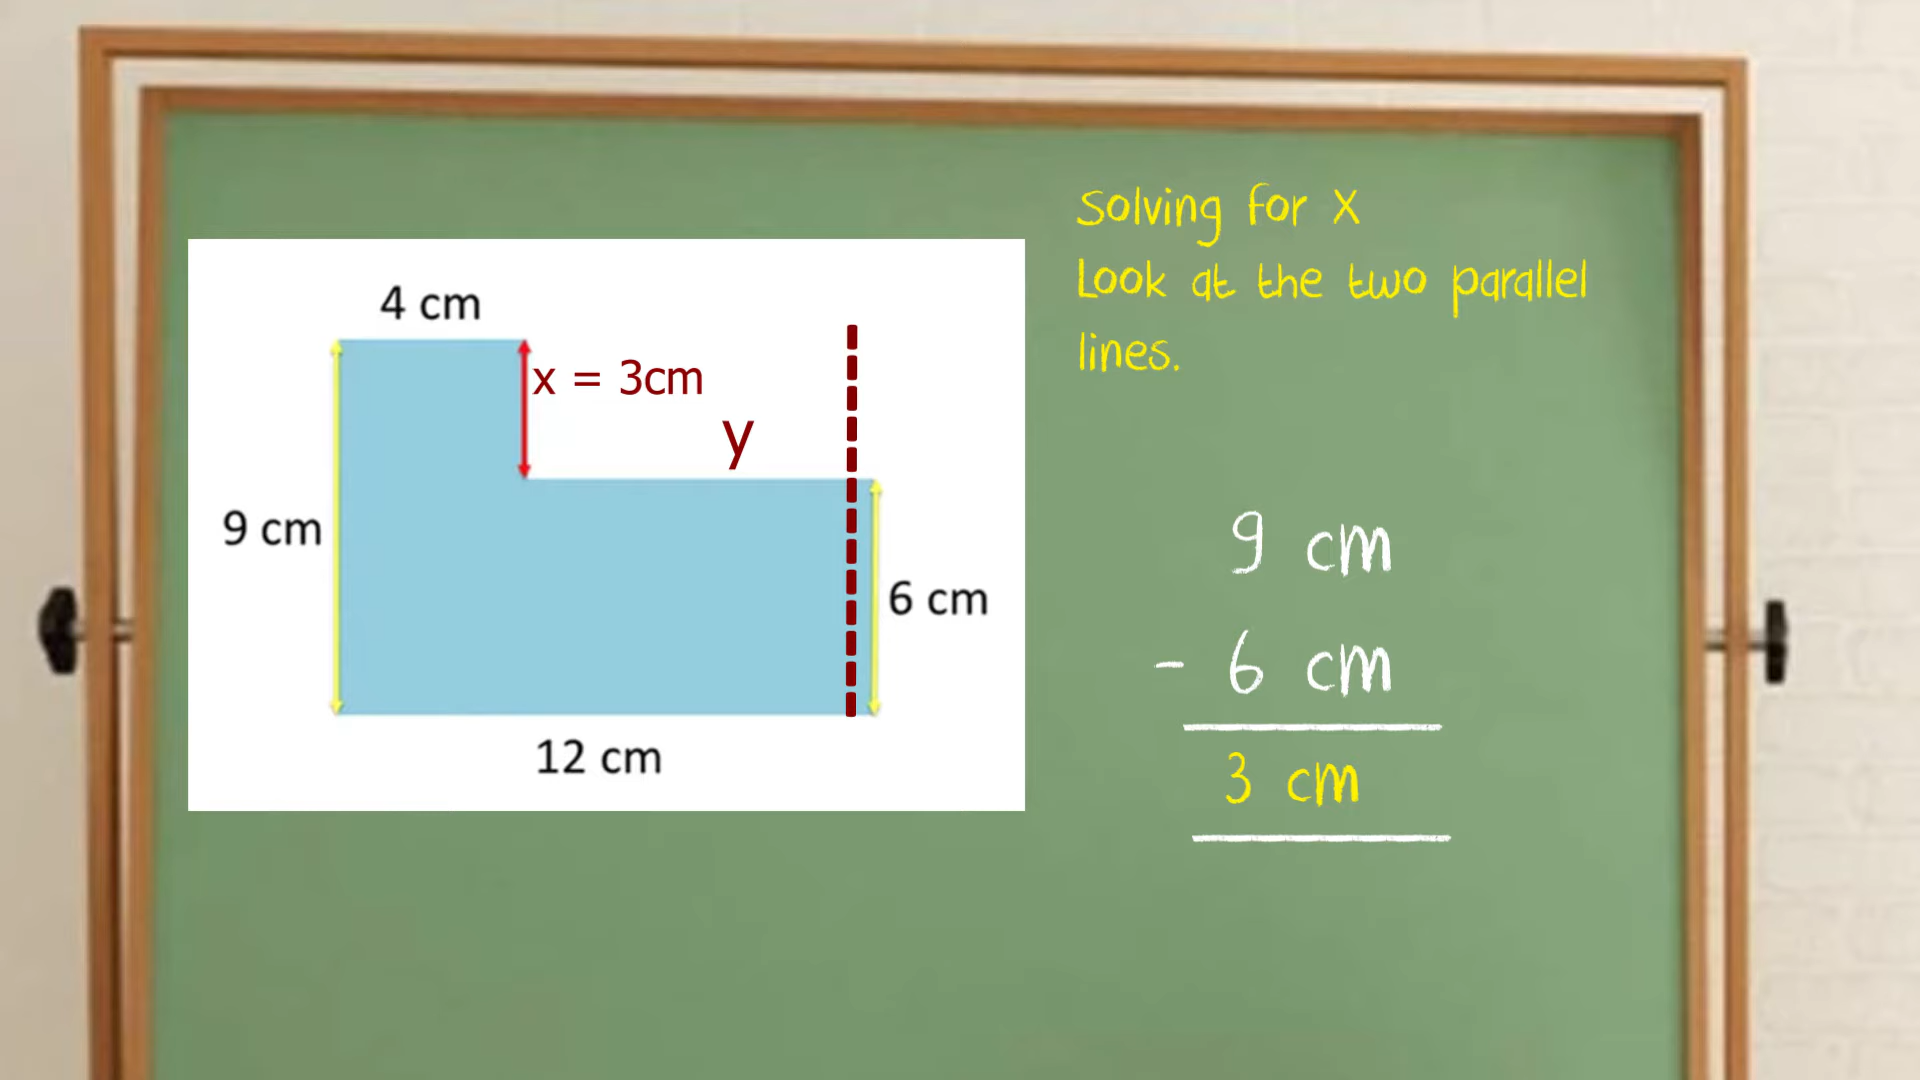 4 cm
x = 3cm
y
9 cm
6 cm
12 cm
Solving for X
Look at the two parallel
lines.
9 cm
- 6 cm
3 cm